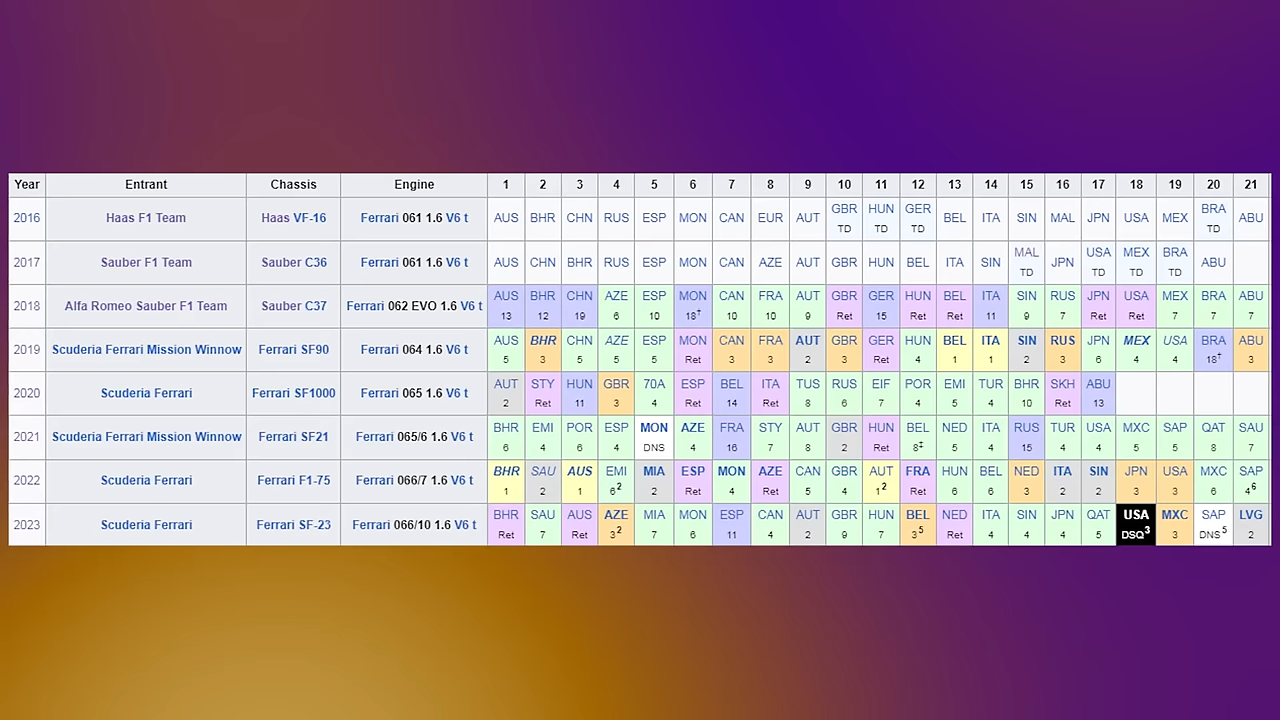 Year Entrant Chassis Engine 1 2 3 4 5 6 7 8 9 10 11 12 13 14 15 16 17 18 19 20 21
2016 Haas F1 Team Haas VF-16 Ferrari 061 1.6 V6 t AUS BHR CHN RUS ESP MON CAN EUR AUT GBR TD HUN TD GER TD BEL ITA SIN MAL JPN USA MEX BRA TD ABU
2017 Sauber F1 Team Sauber C36 Ferrari 061 1.6 V6 t AUS CHN BHR RUS ESP MON CAN AZE AUT GBR HUN BEL ITA SIN MAL TD JPN USA TD MEX TD BRA TD ABU
2018 Alfa Romeo Sauber F1 Team Sauber C37 Ferrari 062 EVO 1.6 V6 t AUS 13 BHR 12 CHN 19 AZE 6 ESP 10 MON 18† CAN 10 FRA 10 AUT 9 GBR Ret GER 15 HUN Ret BEL Ret ITA 11 SIN 9 RUS 7 JPN Ret USA Ret MEX 7 BRA 7 ABU 7
2019 Scuderia Ferrari Mission Winnow Ferrari SF90 Ferrari 064 1.6 V6 t AUS 5 BHR 3 CHN 5 AZE 5 ESP 5 MON Ret CAN 3 FRA 3 AUT 2 GBR 3 GER Ret HUN 4 BEL 1 ITA 1 SIN 2 RUS 3 JPN 6 MEX 4 USA 4 BRA 18† ABU 3
2020 Scuderia Ferrari Ferrari SF1000 Ferrari 065 1.6 V6 t AUT 2 STY Ret HUN 11 GBR 3 70A 4 ESP Ret BEL 14 ITA Ret TUS 8 RUS 6 EIF 7 POR 4 EMI 5 TUR 4 BHR 10 SKH Ret ABU 13
2021 Scuderia Ferrari Mission Winnow Ferrari SF21 Ferrari 065/6 1.6 V6 t BHR 6 EMI 4 POR 6 ESP 4 MON DNS AZE 4 FRA 16 STY 7 AUT 8 GBR 2 HUN Ret BEL 8‡ NED 5 ITA 4 RUS 15 TUR 4 USA 4 MXC 5 SAP 5 QAT 8 SAU 7
2022 Scuderia Ferrari Ferrari F1-75 Ferrari 066/7 1.6 V6 t BHR 1 SAU 2 AUS 1 EMI 6² MIA 2 ESP Ret MON 4 AZE Ret CAN 5 GBR 4 AUT 1² FRA Ret HUN 6 BEL 6 NED 3 ITA 2 SIN 2 JPN 3 USA 3 MXC 6 SAP 4⁶
2023 Scuderia Ferrari Ferrari SF-23 Ferrari 066/10 1.6 V6 t BHR Ret SAU 7 AUS Ret AZE 3² MIA 7 MON 6 ESP 11 CAN 4 AUT 2 GBR 9 HUN 7 BEL 3⁵ NED Ret ITA 4 SIN 4 JPN 4 QAT 5 USA DSQ³ MXC 3 SAP DNS⁵ LVG 2